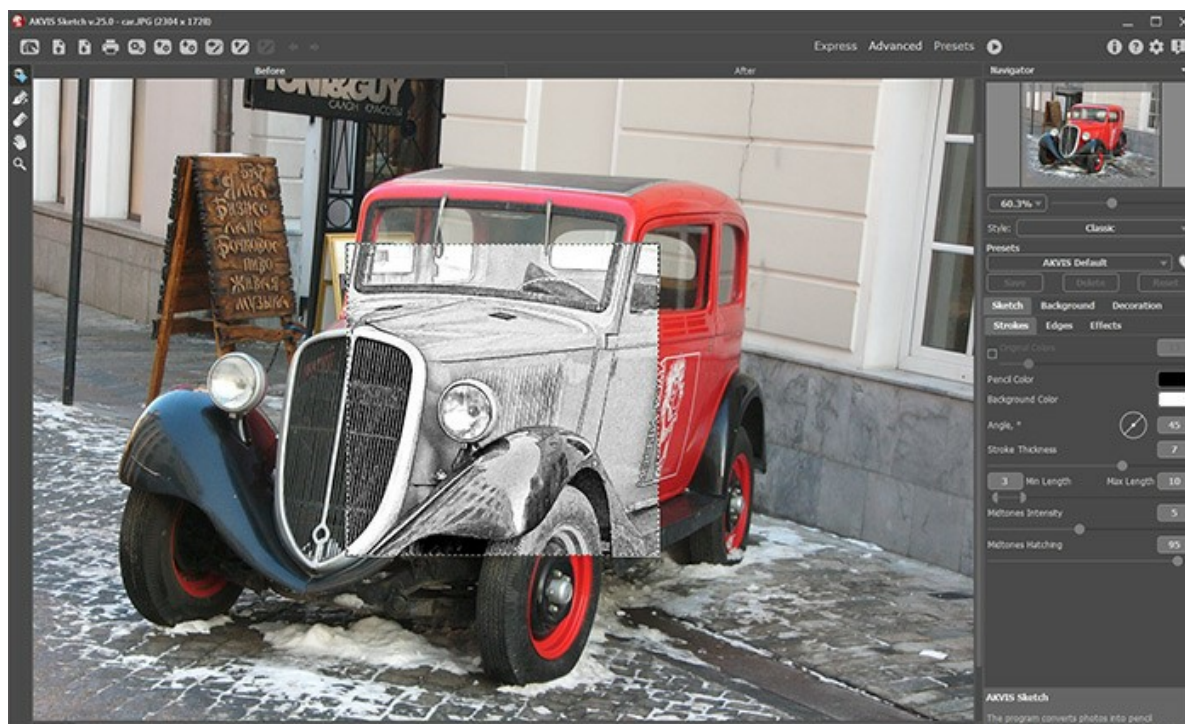 AKVIS Sketch v.25.0 - car.JPG (2304 x 1728)
Express Advanced Presets
Before After
Navigator
TONI&GUY
САЛОН КРАСОТЫ
60.3%
Style: Classic
Presets
AKVIS Default
Save Delete Reset
Sketch Background Decoration
Strokes Edges Effects
Original Colors
Pencil Color
Background Color
Angle, ° 45
Stroke Thickness 7
3 Min Length Max Length 10
Midtones Intensity 5
Midtones Hatching 95
Бизнес
Ланч
пиво
Живая
музыка
AKVIS Sketch
The program converts photos into pencil